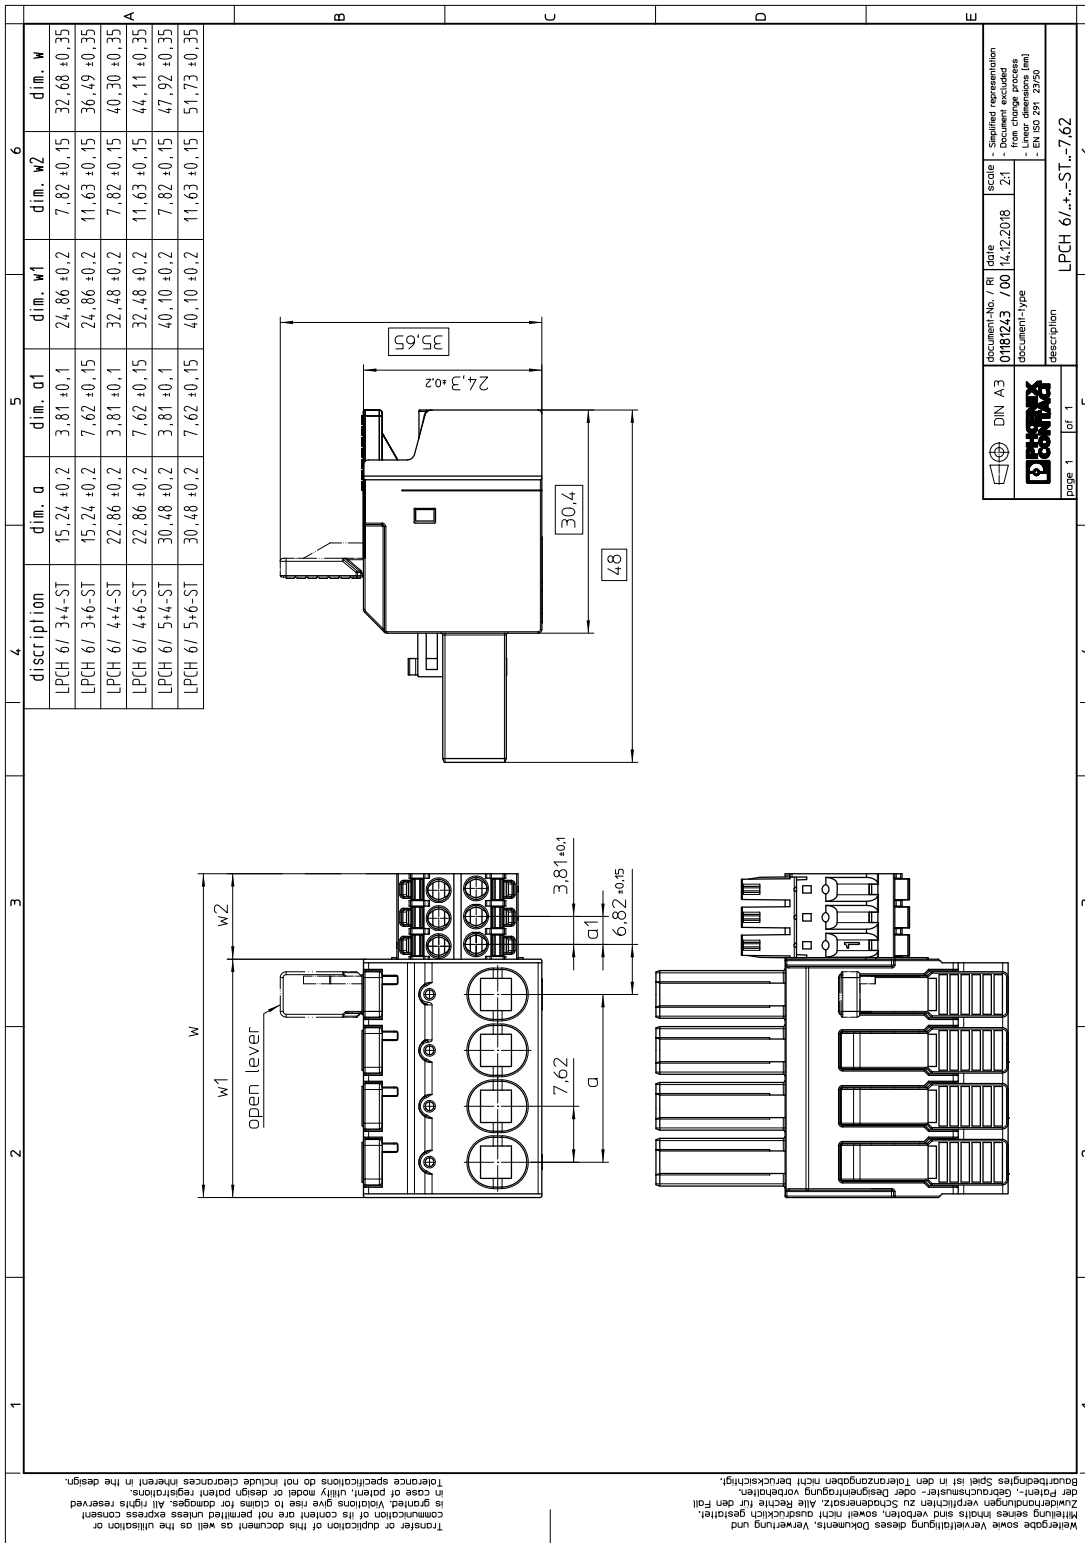 discription dim. a dim. a1 dim. w1 dim. w2 dim. w
LPCH 6/ 3+4-ST 15,24 ±0,2 3,81 ±0,1 24,86 ±0,2 7,82 ±0,15 32,68 ±0,35
LPCH 6/ 3+6-ST 15,24 ±0,2 7,62 ±0,15 24,86 ±0,2 11,63 ±0,15 36,49 ±0,35
LPCH 6/ 4+4-ST 22,86 ±0,2 3,81 ±0,1 32,48 ±0,2 7,82 ±0,15 40,30 ±0,35
LPCH 6/ 4+6-ST 22,86 ±0,2 7,62 ±0,15 32,48 ±0,2 11,63 ±0,15 44,11 ±0,35
LPCH 6/ 5+4-ST 30,48 ±0,2 3,81 ±0,1 40,10 ±0,2 7,82 ±0,15 47,92 ±0,35
LPCH 6/ 5+6-ST 30,48 ±0,2 7,62 ±0,15 40,10 ±0,2 11,63 ±0,15 51,73 ±0,35
1 2 3 4 5 6
A
B
C
D
E
w
w1
w2
open lever
7,62
a
a1
3,81 ±0,1
6,82 ±0,15
1
35,65
24,3 ±0,2
30,4
48
DIN A3
PHOENIX
CONTACT
page 1 of 1
document-No. / RI
01181243 / 00
date
14.12.2018
scale
2:1
- Simplified representation
- Document excluded
from change process
- Linear dimensions [mm]
- EN ISO 291 23/50
document-type
description
LPCH 6/..+..-ST..-7,62
Transfer or duplication of this document as well as the utilisation or
communication of its content are not permitted unless express consent
is granted. Violations give rise to claims for damages. All rights reserved
in case of patent, utility model or design patent registrations.
Tolerance specifications do not include clearances inherent in the design.
Weitergabe sowie Vervielfältigung dieses Dokuments, Verwertung und
Mitteilung seines Inhalts sind verboten, soweit nicht ausdrücklich gestattet.
Zuwiderhandlungen verpflichten zu Schadenersatz. Alle Rechte für den Fall
der Patent-, Gebrauchsmuster- oder Designeintragung vorbehalten.
Bauartbedingtes Spiel ist in den Toleranzangaben nicht berücksichtigt.